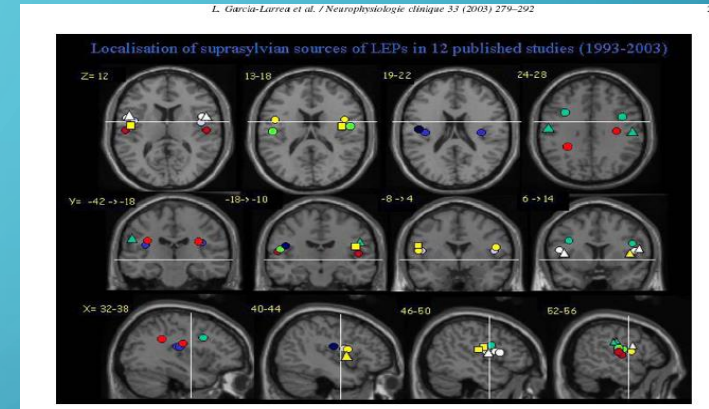 L. Garcia-Larrea et al. / Neurophysiologie clinique 33 (2003) 279–292
Localisation of suprasylvian sources of LEPs in 12 published studies (1993-2003)
Z= 12
13-18
19-22
24-28
Y= -42 -> -18
-18-> -10
-8 -> 4
6 -> 14
X= 32-38
40-44
46-50
52-56